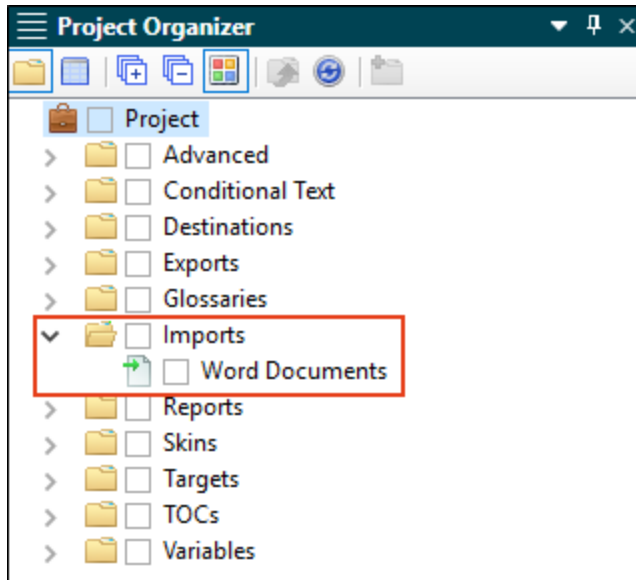 Project Organizer
Project
Advanced
Conditional Text
Destinations
Exports
Glossaries
Imports
Word Documents
Reports
Skins
Targets
TOCs
Variables